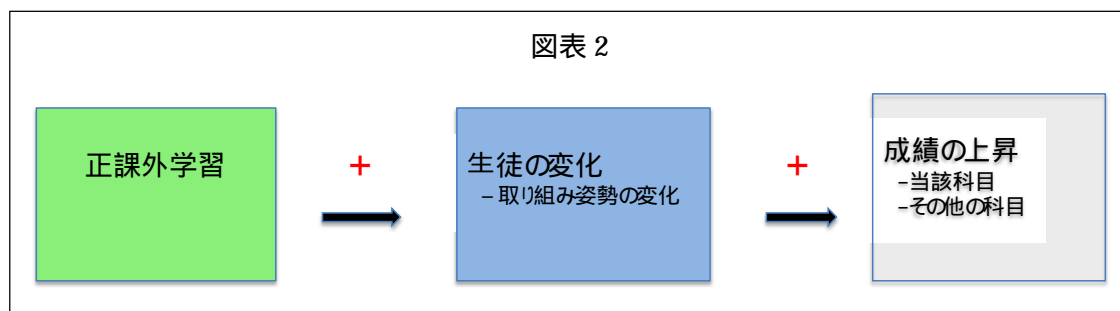 図表 2
正課外学習
+
生徒の変化
– 取り組み姿勢の変化
+
成績の上昇
–当該科目
–その他の科目